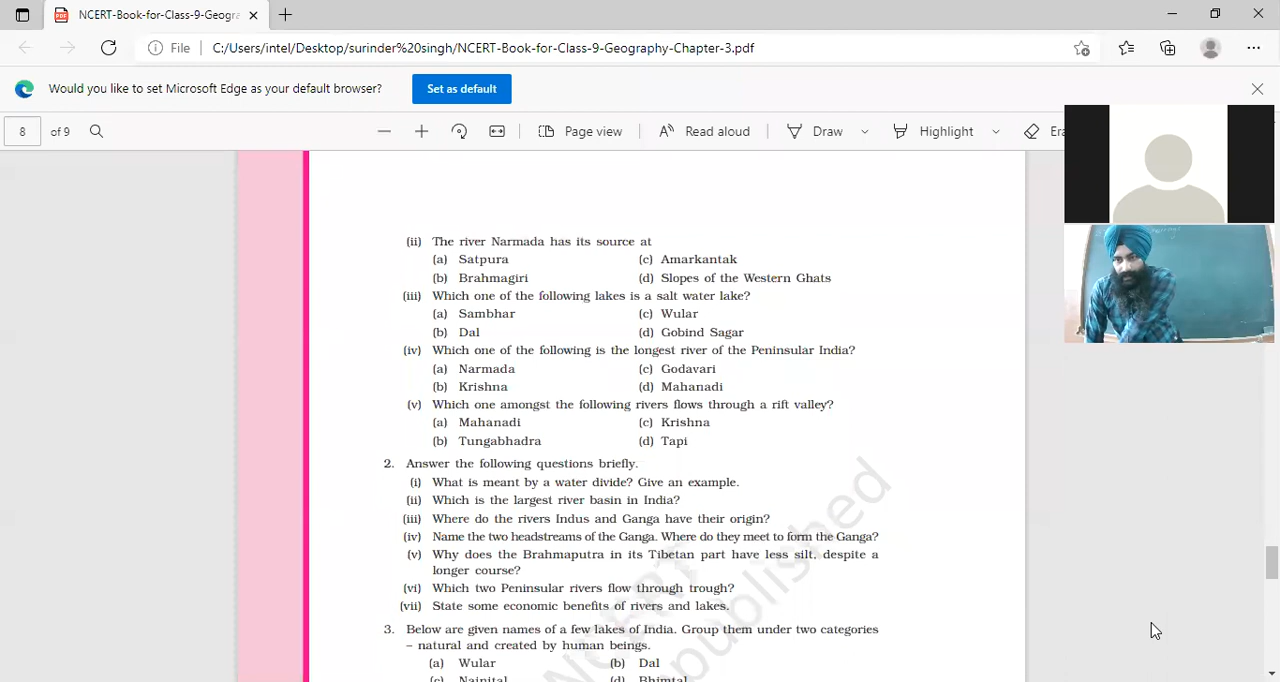 NCERT-Book-for-Class-9-Geogra
File C:/Users/intel/Desktop/surinder%20singh/NCERT-Book-for-Class-9-Geography-Chapter-3.pdf
Would you like to set Microsoft Edge as your default browser? Set as default
8 of 9 Page view Read aloud Draw Highlight Era
(ii) The river Narmada has its source at
(a) Satpura (c) Amarkantak
(b) Brahmagiri (d) Slopes of the Western Ghats
(iii) Which one of the following lakes is a salt water lake?
(a) Sambhar (c) Wular
(b) Dal (d) Gobind Sagar
(iv) Which one of the following is the longest river of the Peninsular India?
(a) Narmada (c) Godavari
(b) Krishna (d) Mahanadi
(v) Which one amongst the following rivers flows through a rift valley?
(a) Mahanadi (c) Krishna
(b) Tungabhadra (d) Tapi
2. Answer the following questions briefly.
(i) What is meant by a water divide? Give an example.
(ii) Which is the largest river basin in India?
(iii) Where do the rivers Indus and Ganga have their origin?
(iv) Name the two headstreams of the Ganga. Where do they meet to form the Ganga?
(v) Why does the Brahmaputra in its Tibetan part have less silt, despite a
longer course?
(vi) Which two Peninsular rivers flow through trough?
(vii) State some economic benefits of rivers and lakes.
3. Below are given names of a few lakes of India. Group them under two categories
– natural and created by human beings.
(a) Wular (b) Dal
(c) Nainital (d) Bhimtal
NCERT
published